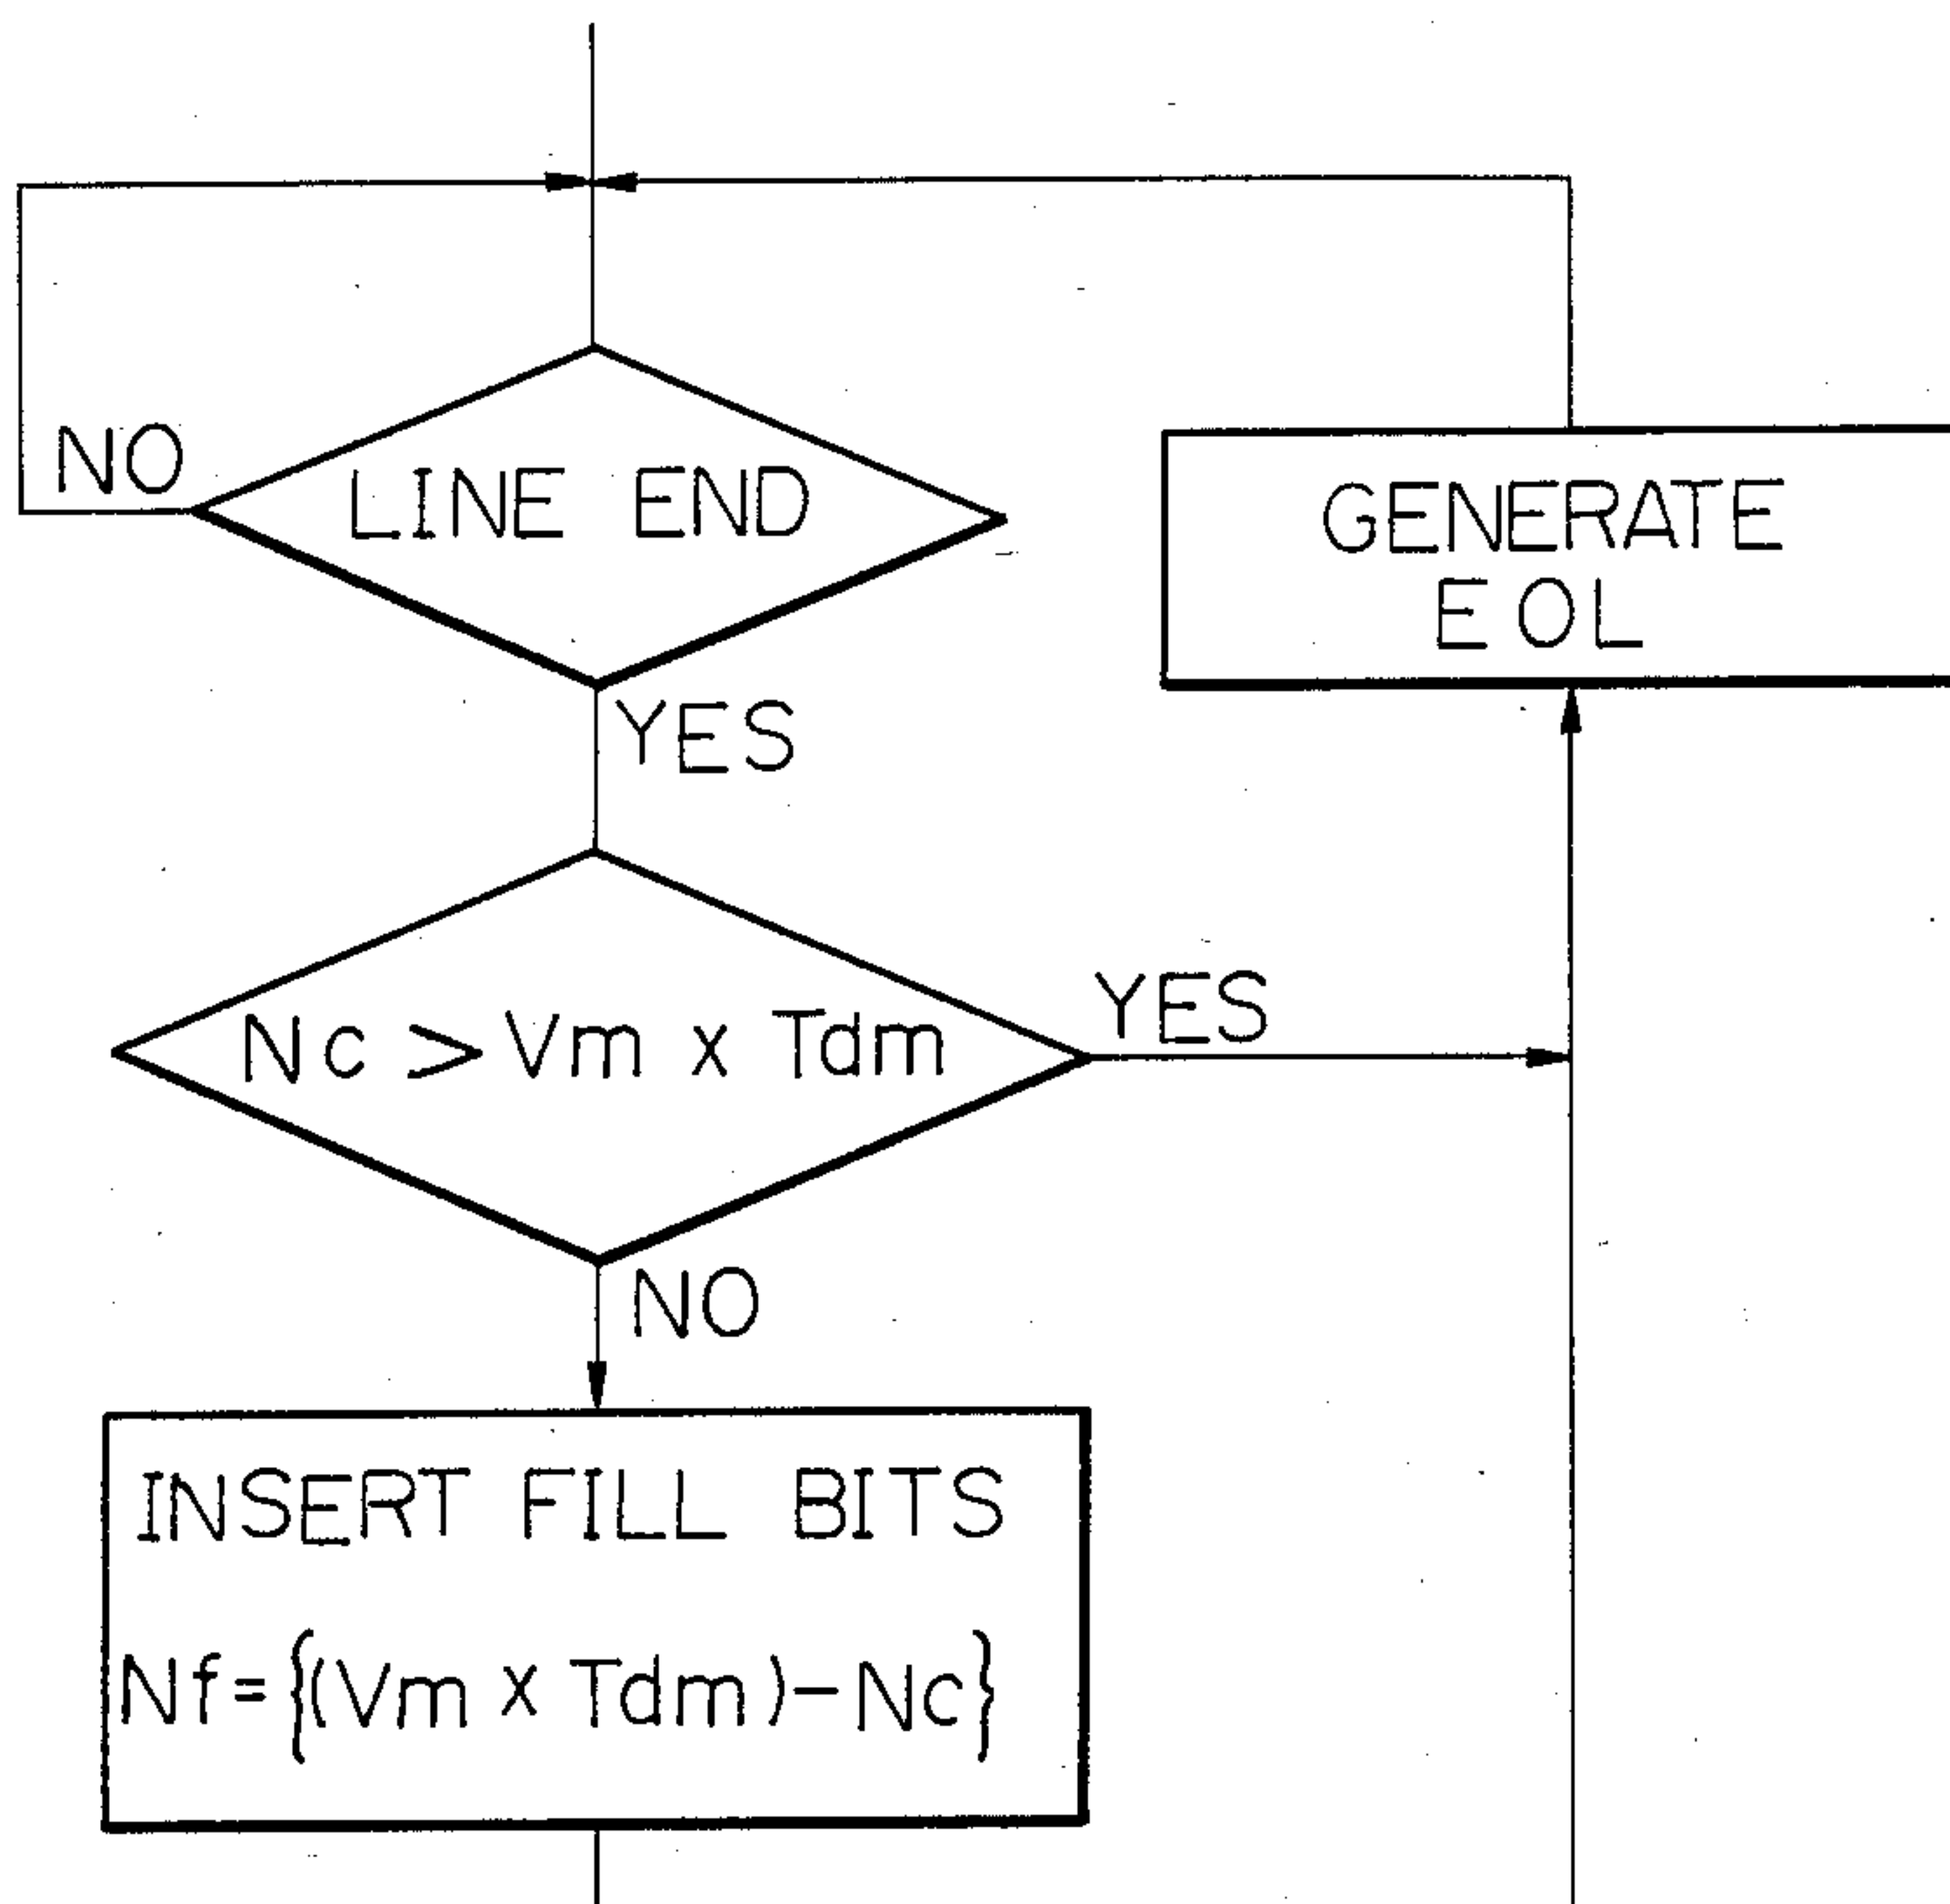 NO
LINE END
GENERATE
EOL
YES
Nc > Vm x Tdm
YES
NO
INSERT FILL BITS
Nf={(Vm x Tdm)-Nc}